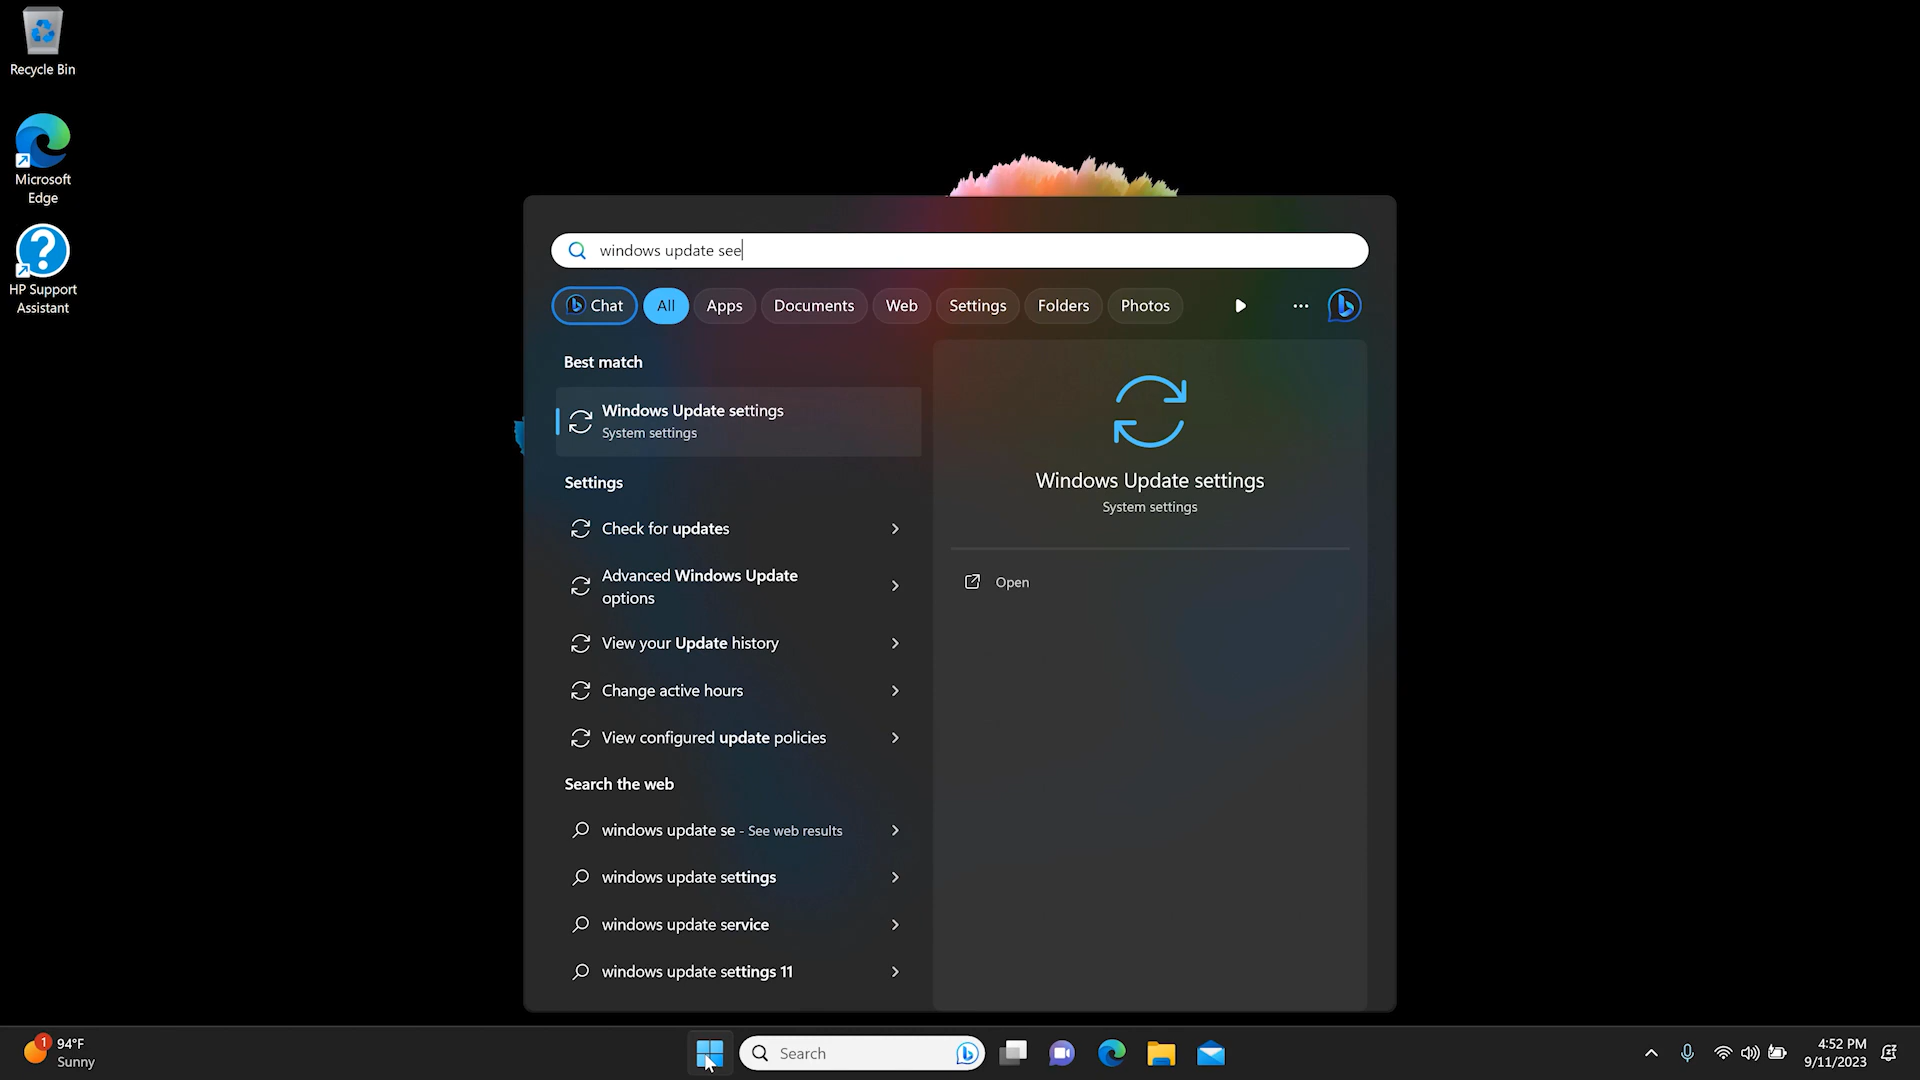 Recycle Bin
Microsoft
Edge
HP Support
Assistant
windows update see
Chat All Apps Documents Web Settings Folders Photos
Best match
Windows Update settings
System settings
Settings
Check for updates
Advanced Windows Update
options
View your Update history
Change active hours
View configured update policies
Search the web
windows update se - See web results
windows update settings
windows update service
windows update settings 11
Windows Update settings
System settings
Open
1
94°F
Sunny
Search
4:52 PM
9/11/2023